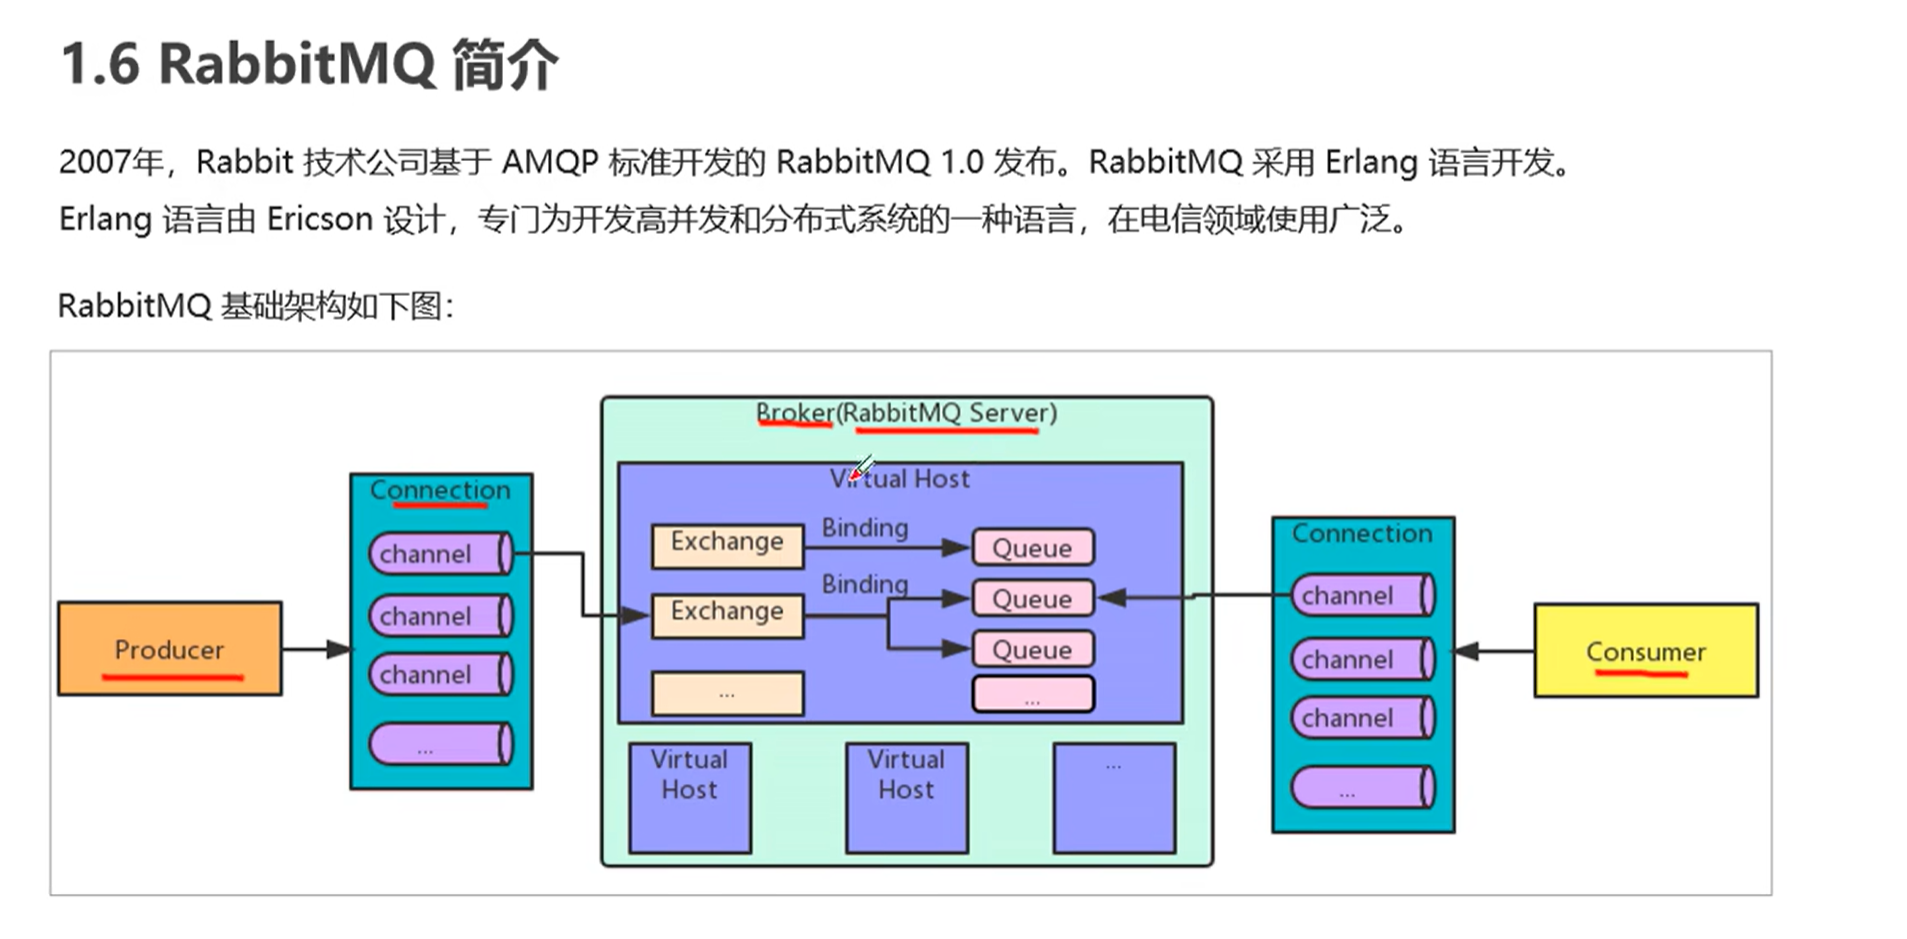 1.6 RabbitMQ 简介
2007年，Rabbit 技术公司基于 AMQP 标准开发的 RabbitMQ 1.0 发布。RabbitMQ 采用 Erlang 语言开发。
Erlang 语言由 Ericson 设计，专门为开发高并发和分布式系统的一种语言，在电信领域使用广泛。
RabbitMQ 基础架构如下图：
Producer
Connection
channel
channel
channel
...
Broker(RabbitMQ Server)
Virtual Host
Exchange
Binding
Queue
Exchange
Binding
Queue
Queue
...
...
Virtual
Host
Virtual
Host
...
Connection
channel
channel
channel
...
Consumer